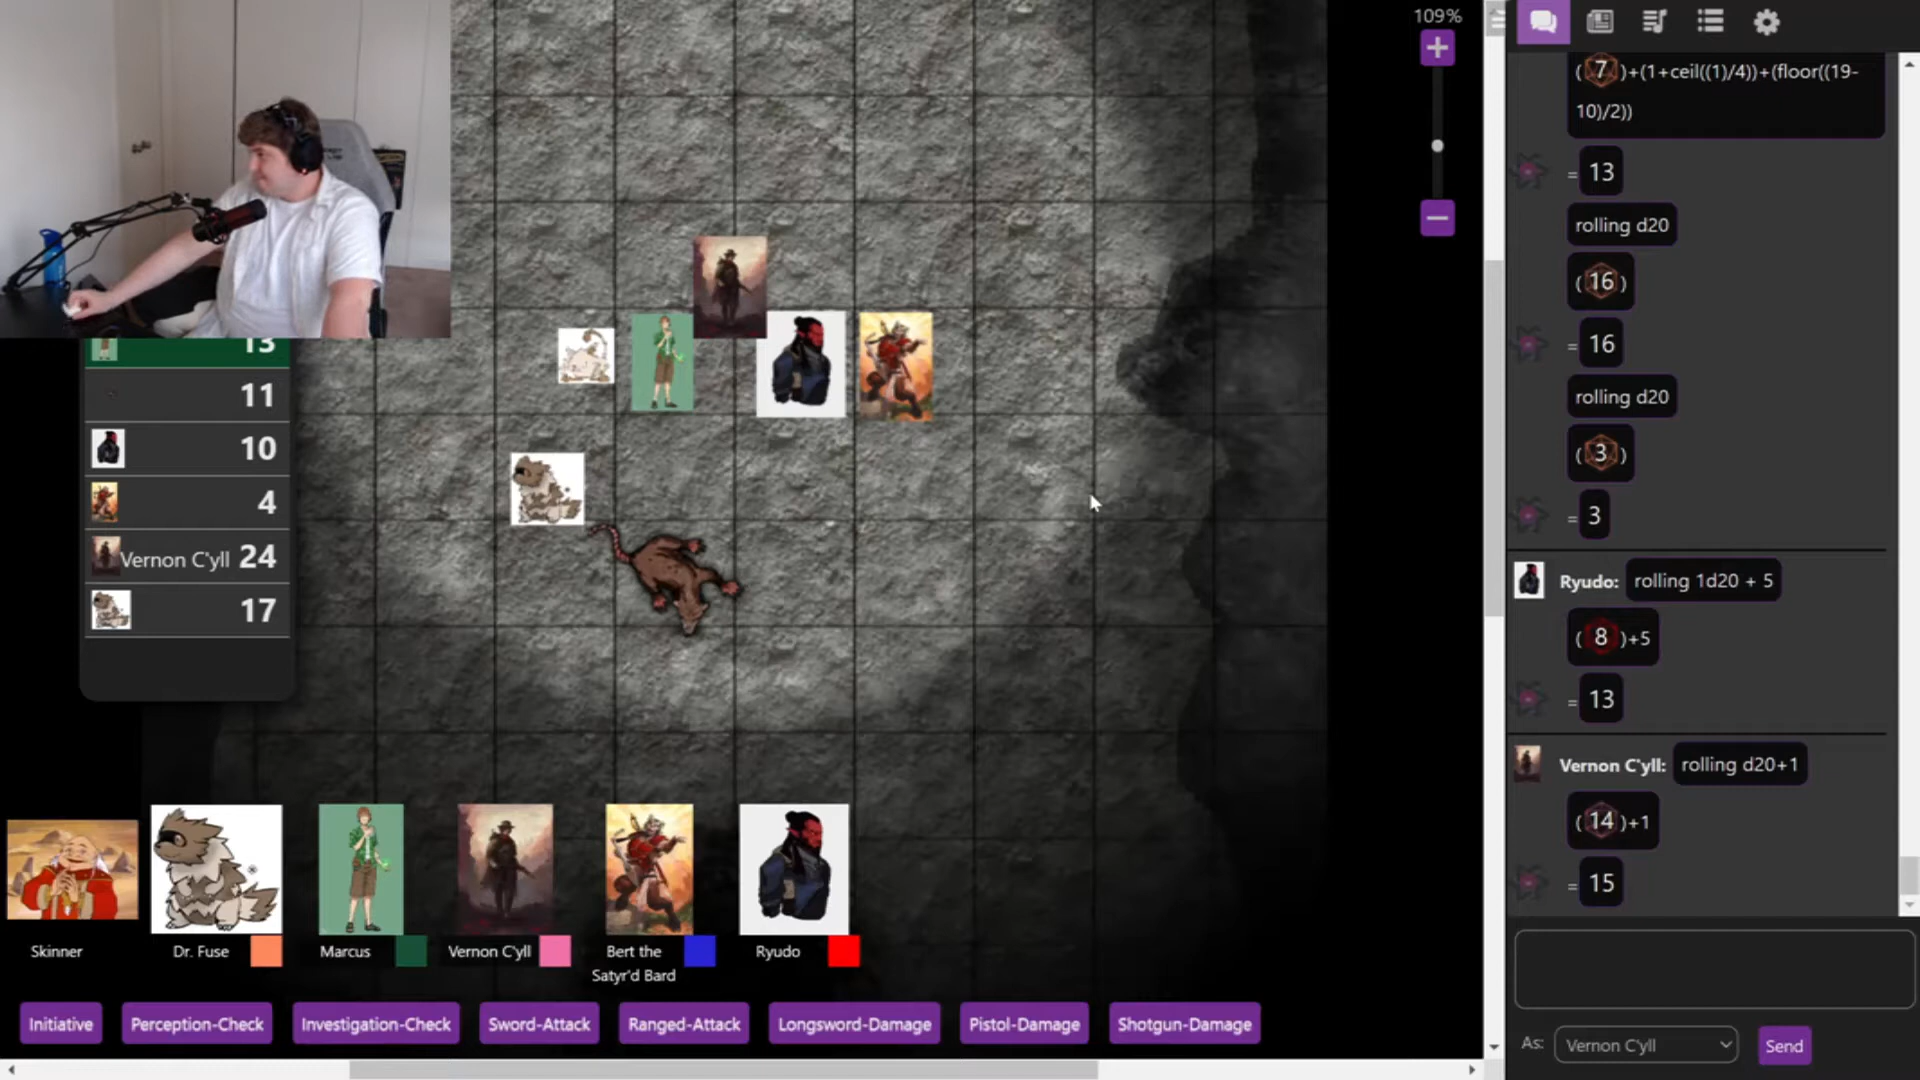 109%
(7)+(1+ceil((1)/4))+(floor((19-
10)/2))
= 13
rolling d20
(16)
= 16
rolling d20
(3)
= 3
Ryudo: rolling 1d20 + 5
(8)+5
= 13
Vernon C'yll: rolling d20+1
(14)+1
= 15
13
11
10
4
Vernon C'yll 24
17
Skinner
Dr. Fuse
Marcus
Vernon C'yll
Bert the
Satyr'd Bard
Ryudo
Initiative
Perception-Check
Investigation-Check
Sword-Attack
Ranged-Attack
Longsword-Damage
Pistol-Damage
Shotgun-Damage
As: Vernon C'yll
Send